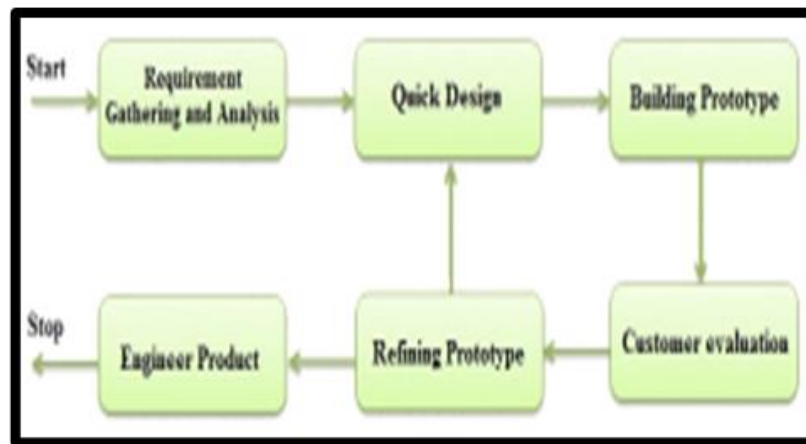 Start
Requirement
Gathering and Analysis
Quick Design
Building Prototype
Stop
Engineer Product
Refining Prototype
Customer evaluation